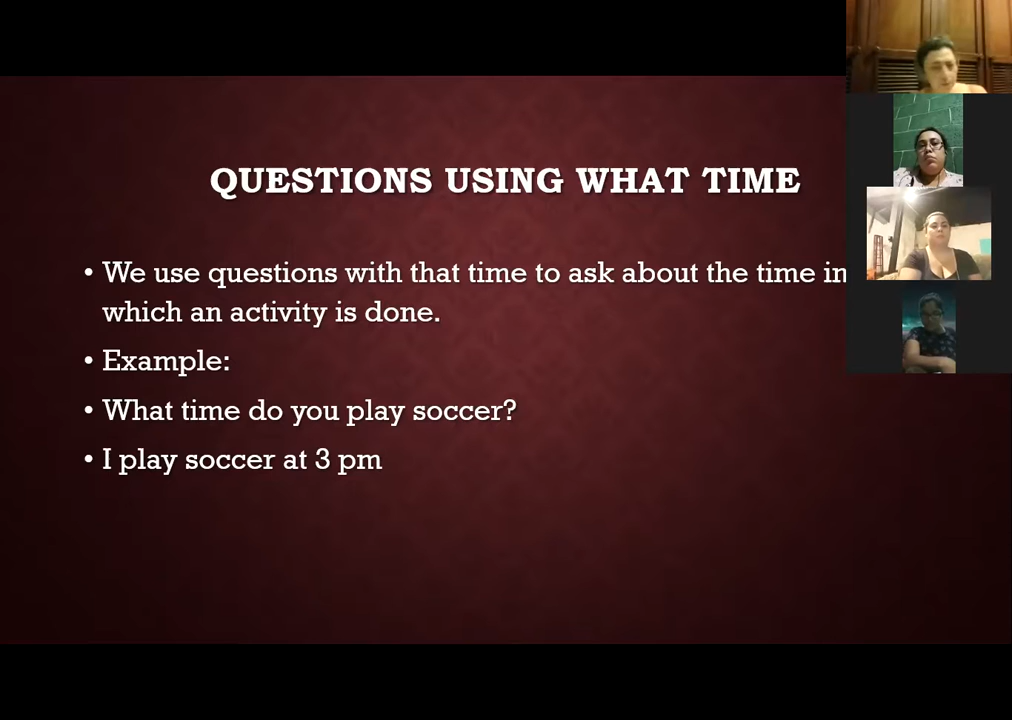 QUESTIONS USING WHAT TIME
• We use questions with that time to ask about the time in
which an activity is done.
• Example:
• What time do you play soccer?
• I play soccer at 3 pm